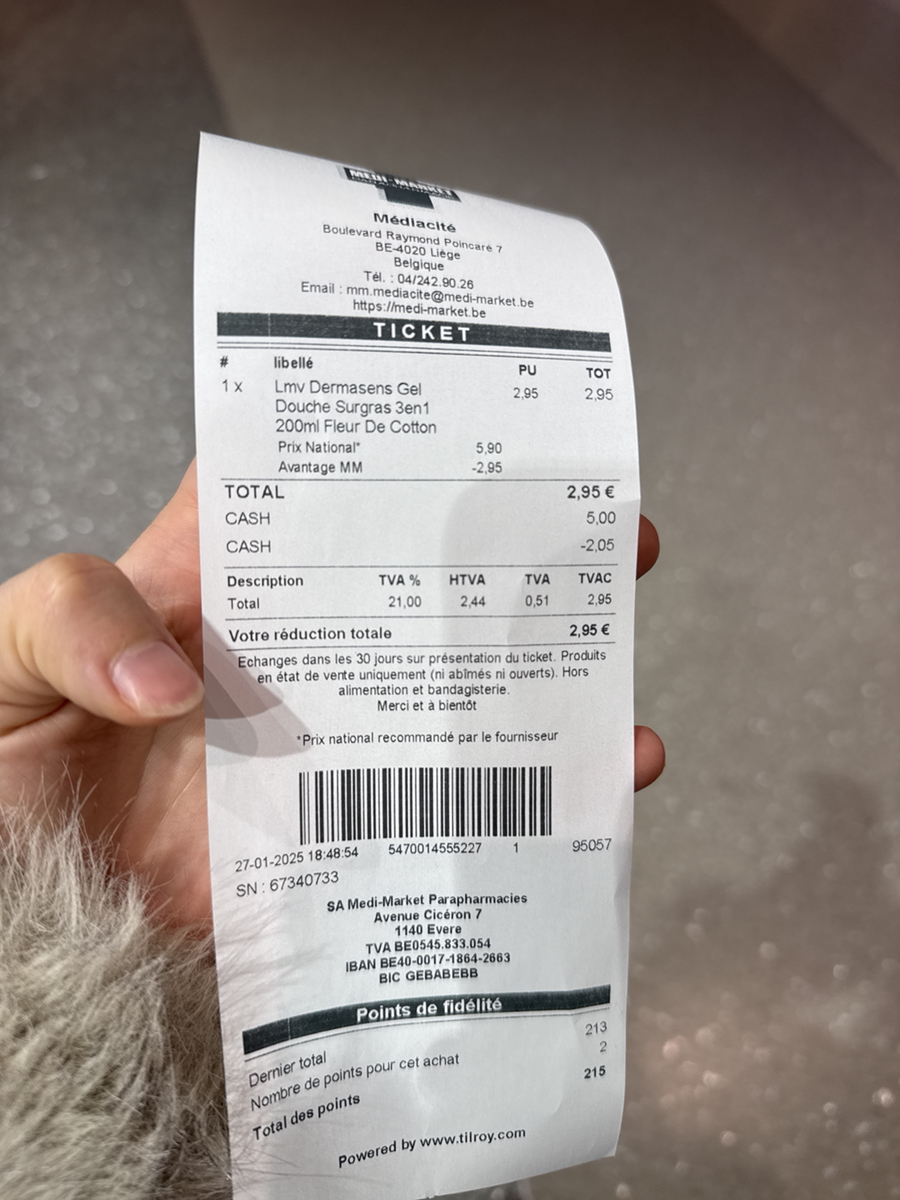 MEDI-MARKET
Médiacité
Boulevard Raymond Poincaré 7
BE-4020 Liège
Belgique
Tél. : 04/242.90.26
Email : mm.mediacite@medi-market.be
https://medi-market.be
TICKET
# libellé PU TOT
1 x Lmv Dermasens Gel 2,95 2,95
Douche Surgras 3en1
200ml Fleur De Cotton
Prix National* 5,90
Avantage MM -2,95
TOTAL 2,95 €
CASH 5,00
CASH -2,05
Description TVA % HTVA TVA TVAC
Total 21,00 2,44 0,51 2,95
Votre réduction totale 2,95 €
Echanges dans les 30 jours sur présentation du ticket. Produits
en état de vente uniquement (ni abîmés ni ouverts). Hors
alimentation et bandagisterie.
Merci et à bientôt
*Prix national recommandé par le fournisseur
27-01-2025 18:48:54 5470014555227 1 95057
SN : 67340733
SA Medi-Market Parapharmacies
Avenue Cicéron 7
1140 Evere
TVA BE0545.833.054
IBAN BE40-0017-1864-2663
BIC GEBABEBB
Points de fidélité
Dernier total 213
Nombre de points pour cet achat 2
Total des points 215
Powered by www.tilroy.com